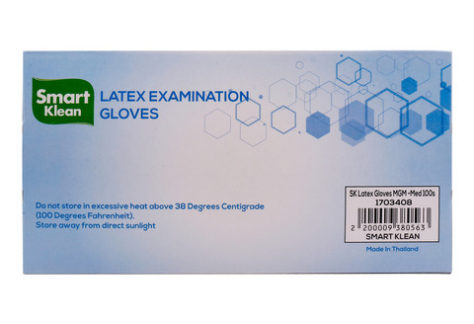 Smart
Klean
LATEX EXAMINATION
GLOVES
Do not store in excessive heat above 38 Degrees Centigrade
(100 Degrees Fahrenheit).
Store away from direct sunlight
SK Latex Gloves MGM -Med 100s
1703408
2 200009 380563
SMART KLEAN
Made In Thailand